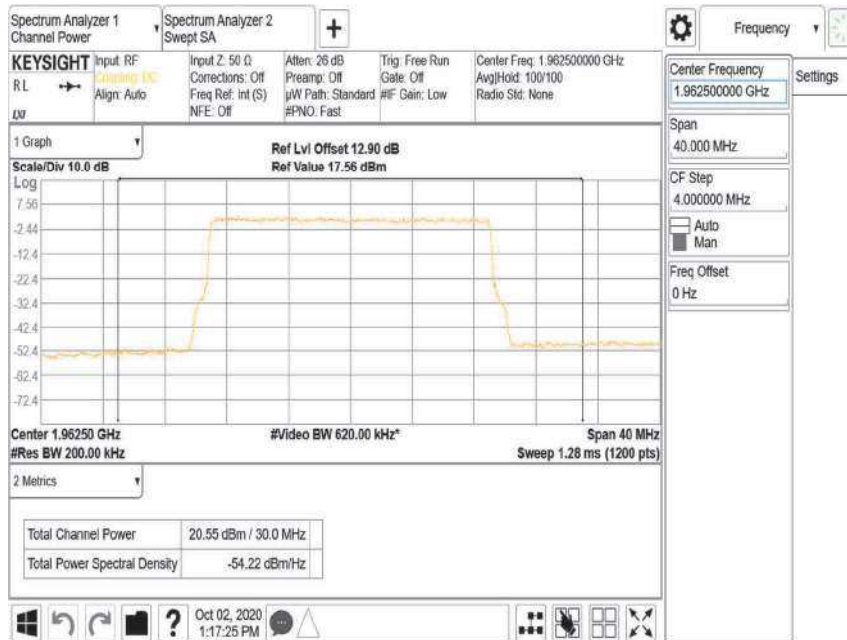 Spectrum Analyzer 1
Channel Power
Spectrum Analyzer 2
Swept SA
+
Frequency
KEYSIGHT
RL
LXI
Input: RF
Coupling: DC
Align: Auto
Input Z: 50 Ω
Corrections: Off
Freq Ref: Int (S)
NFE: Off
Atten: 26 dB
Preamp: Off
µW Path: Standard
#PNO: Fast
Trig: Free Run
Gate: Off
#IF Gain: Low
Center Freq: 1.962500000 GHz
Avg|Hold: 100/100
Radio Std: None
Center Frequency
1.962500000 GHz
Settings
Span
40.000 MHz
CF Step
4.000000 MHz
Auto
Man
Freq Offset
0 Hz
1 Graph
Scale/Div 10.0 dB
Ref Lvl Offset 12.90 dB
Ref Value 17.56 dBm
Log
7.56
-2.44
-12.4
-22.4
-32.4
-42.4
-52.4
-62.4
-72.4
Center 1.96250 GHz
#Video BW 620.00 kHz*
Span 40 MHz
#Res BW 200.00 kHz
Sweep 1.28 ms (1200 pts)
2 Metrics
Total Channel Power 20.55 dBm / 30.0 MHz
Total Power Spectral Density -54.22 dBm/Hz
?
Oct 02, 2020
1:17:25 PM